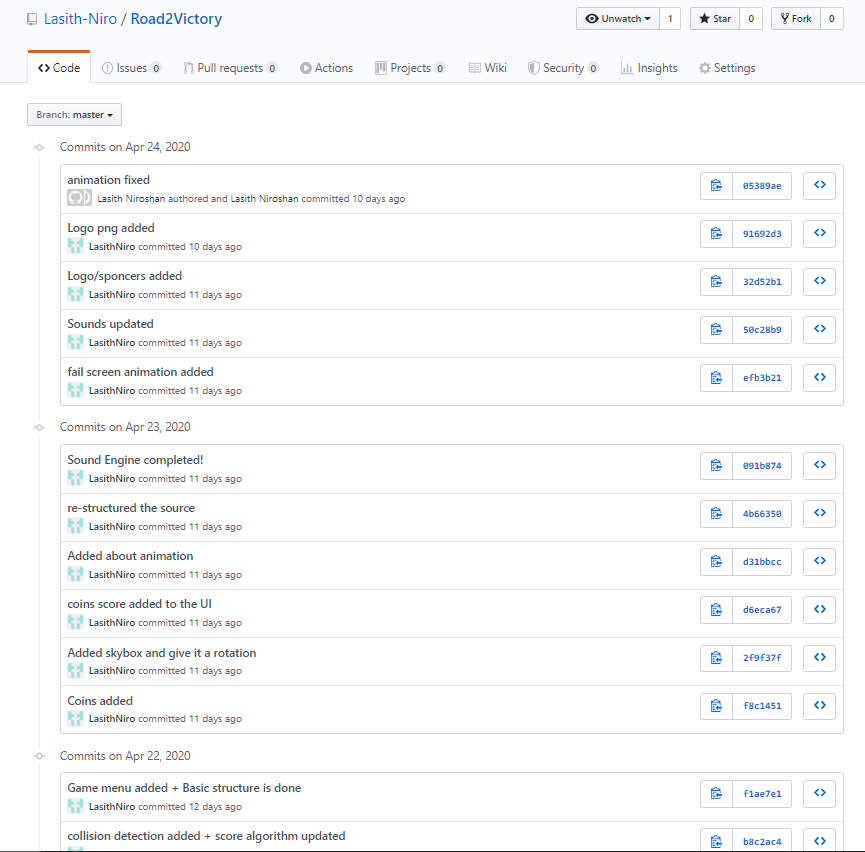 Lasith-Niro / Road2Victory
Unwatch 1 Star 0 Fork 0
Code Issues 0 Pull requests 0 Actions Projects 0 Wiki Security 0 Insights Settings
Branch: master
Commits on Apr 24, 2020
animation fixed
Lasith Niroshan authored and Lasith Niroshan committed 10 days ago
05389ae
Logo png added
LasithNiro committed 10 days ago
91692d3
Logo/sponcers added
LasithNiro committed 11 days ago
32d52b1
Sounds updated
LasithNiro committed 11 days ago
50c28b9
fail screen animation added
LasithNiro committed 11 days ago
efb3b21
Commits on Apr 23, 2020
Sound Engine completed!
LasithNiro committed 11 days ago
091b874
re-structured the source
LasithNiro committed 11 days ago
4b66350
Added about animation
LasithNiro committed 11 days ago
d31bbcc
coins score added to the UI
LasithNiro committed 11 days ago
d6eca67
Added skybox and give it a rotation
LasithNiro committed 11 days ago
2f9f37f
Coins added
LasithNiro committed 11 days ago
f8c1451
Commits on Apr 22, 2020
Game menu added + Basic structure is done
LasithNiro committed 12 days ago
f1ae7e1
collision detection added + score algorithm updated
b8c2ac4